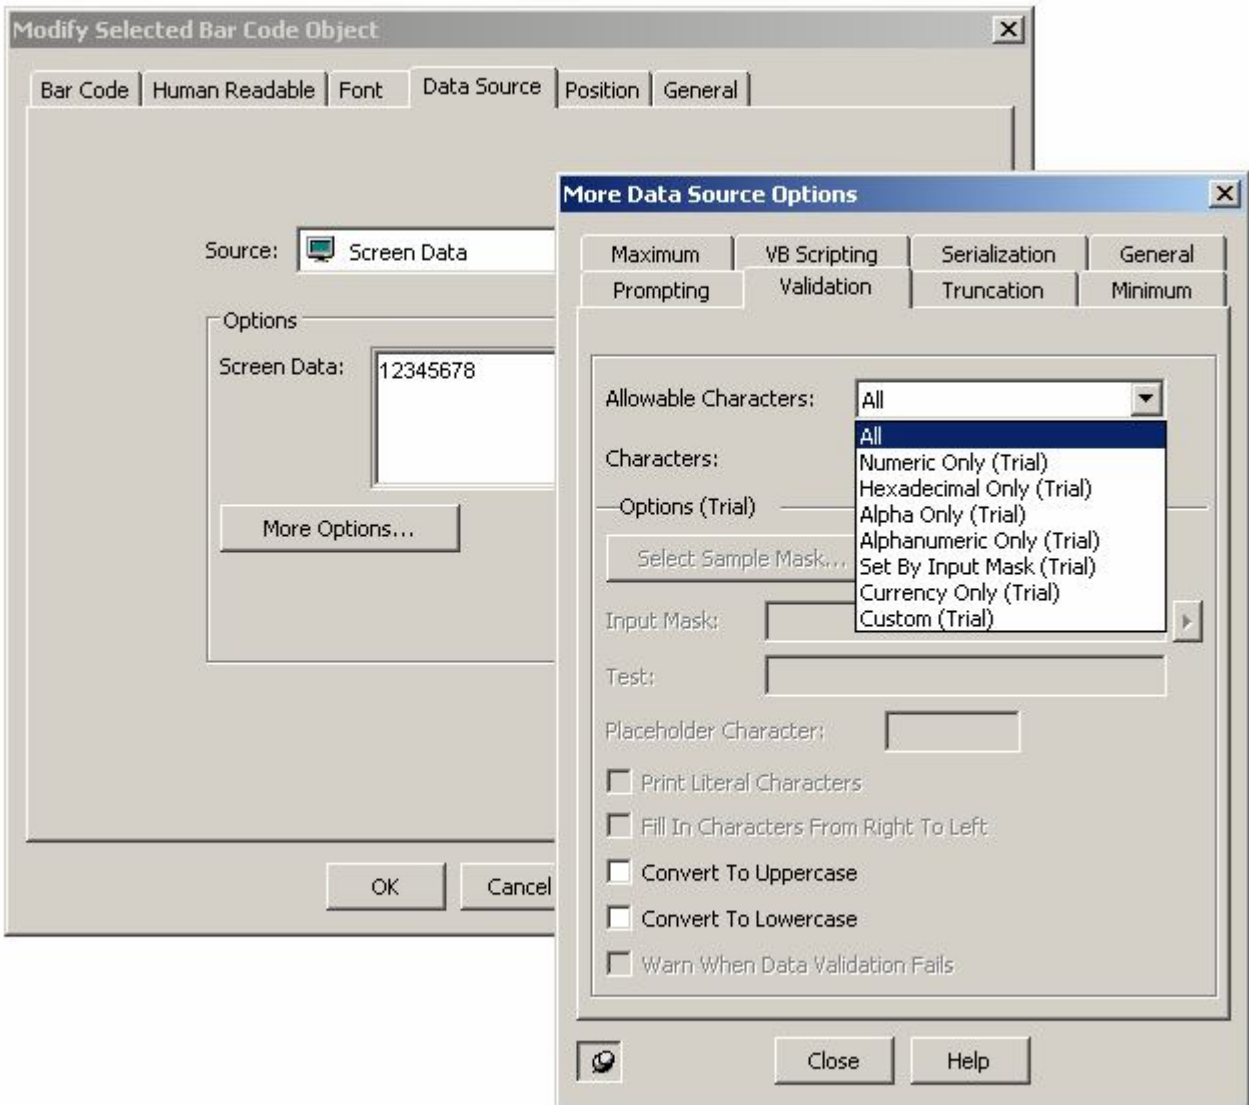 Modify Selected Bar Code Object
Bar Code Human Readable Font Data Source Position General
Source: Screen Data
Options
Screen Data: 12345678
More Options...
OK Cancel
More Data Source Options
Maximum VB Scripting Serialization General
Prompting Validation Truncation Minimum
Allowable Characters: All
All
Numeric Only (Trial)
Hexadecimal Only (Trial)
Alpha Only (Trial)
Alphanumeric Only (Trial)
Set By Input Mask (Trial)
Currency Only (Trial)
Custom (Trial)
Characters:
Options (Trial)
Select Sample Mask...
Input Mask:
Test:
Placeholder Character:
Print Literal Characters
Fill In Characters From Right To Left
Convert To Uppercase
Convert To Lowercase
Warn When Data Validation Fails
Close Help